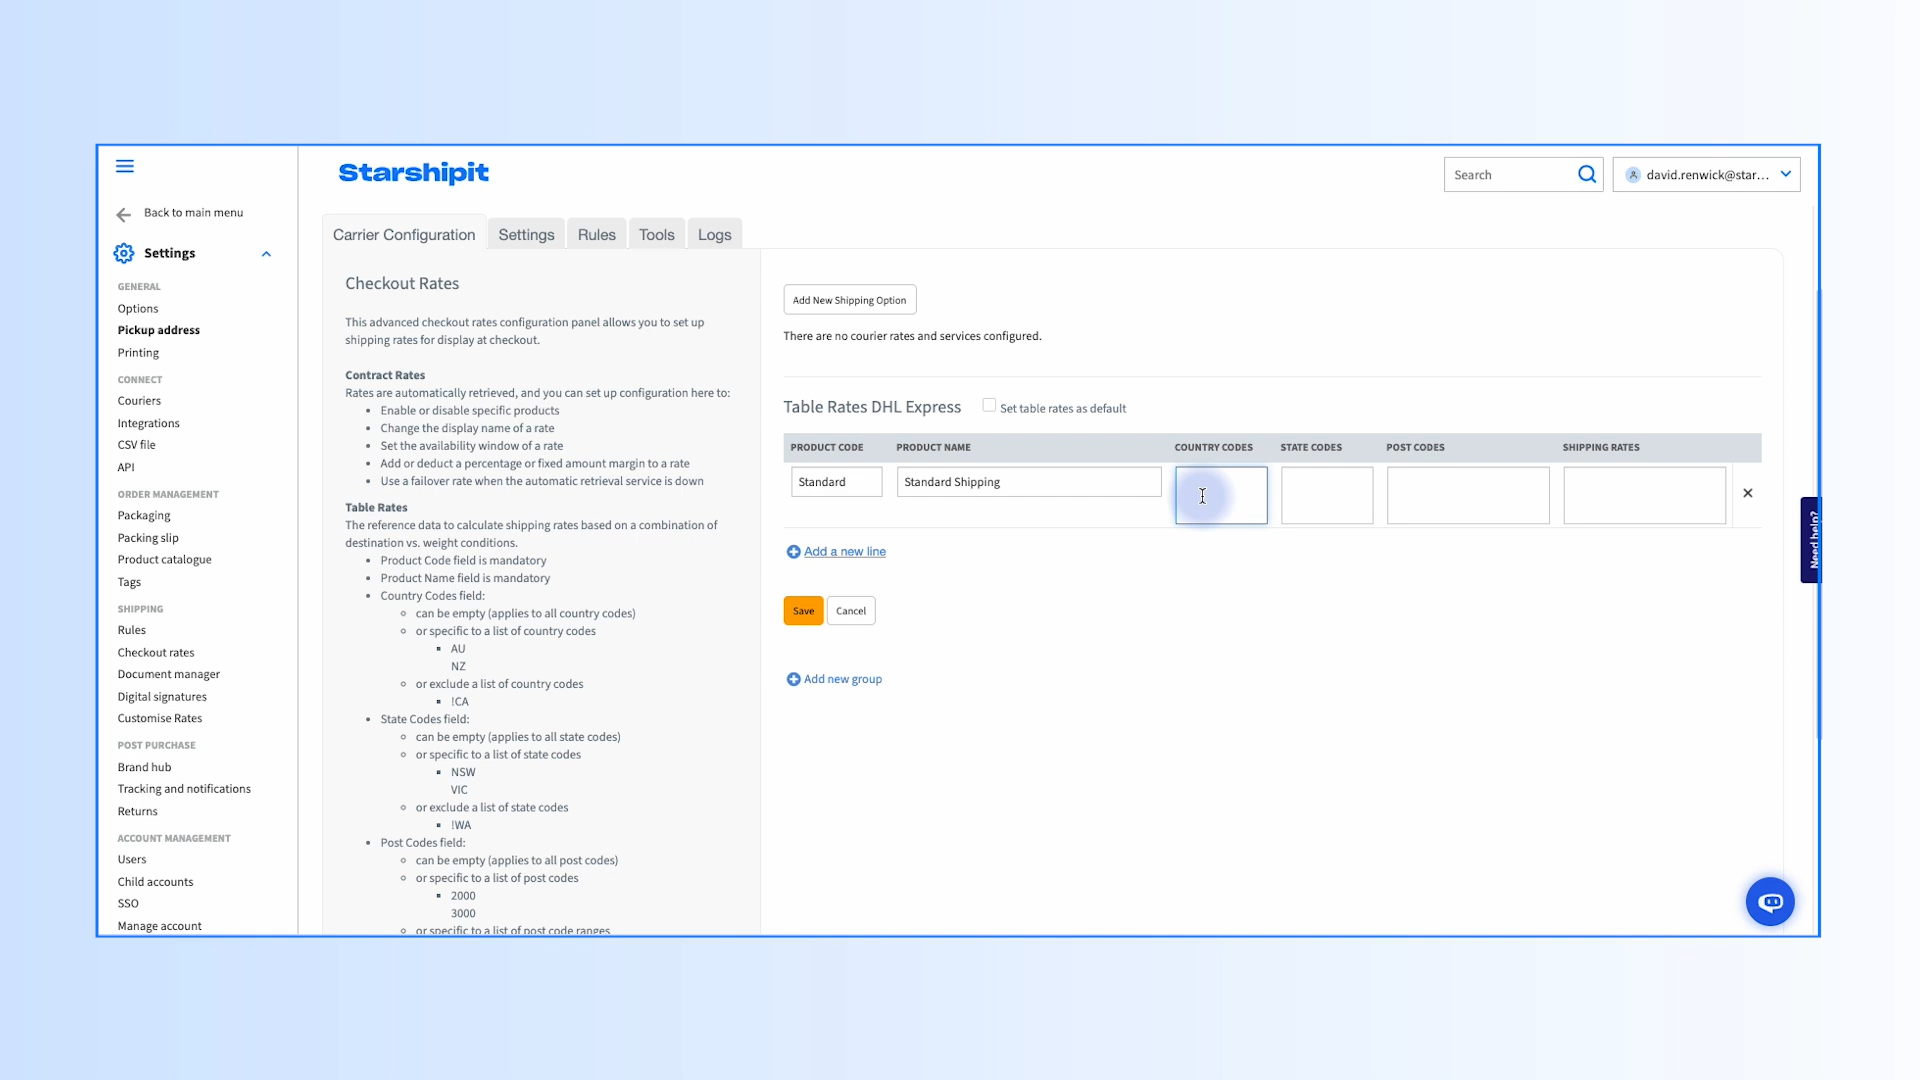 Starshipit
Search
david.renwick@star...
Back to main menu
Settings
GENERAL
Options
Pickup address
Printing
CONNECT
Couriers
Integrations
CSV file
API
ORDER MANAGEMENT
Packaging
Packing slip
Product catalogue
Tags
SHIPPING
Rules
Checkout rates
Document manager
Digital signatures
Customise Rates
POST PURCHASE
Brand hub
Tracking and notifications
Returns
ACCOUNT MANAGEMENT
Users
Child accounts
SSO
Manage account
Carrier Configuration Settings Rules Tools Logs
Checkout Rates
This advanced checkout rates configuration panel allows you to set up
shipping rates for display at checkout.
Contract Rates
Rates are automatically retrieved, and you can set up configuration here to:
• Enable or disable specific products
• Change the display name of a rate
• Set the availability window of a rate
• Add or deduct a percentage or fixed amount margin to a rate
• Use a failover rate when the automatic retrieval service is down
Table Rates
The reference data to calculate shipping rates based on a combination of
destination vs. weight conditions.
• Product Code field is mandatory
• Product Name field is mandatory
• Country Codes field:
can be empty (applies to all country codes)
or specific to a list of country codes
AU
NZ
or exclude a list of country codes
!CA
• State Codes field:
can be empty (applies to all state codes)
or specific to a list of state codes
NSW
VIC
or exclude a list of state codes
!WA
• Post Codes field:
can be empty (applies to all post codes)
or specific to a list of post codes
2000
3000
or specific to a list of post code ranges
Add New Shipping Option
There are no courier rates and services configured.
Table Rates DHL Express Set table rates as default
PRODUCT CODE PRODUCT NAME COUNTRY CODES STATE CODES POST CODES SHIPPING RATES
Standard Standard Shipping
Add a new line
Save Cancel
Add new group
Need help?